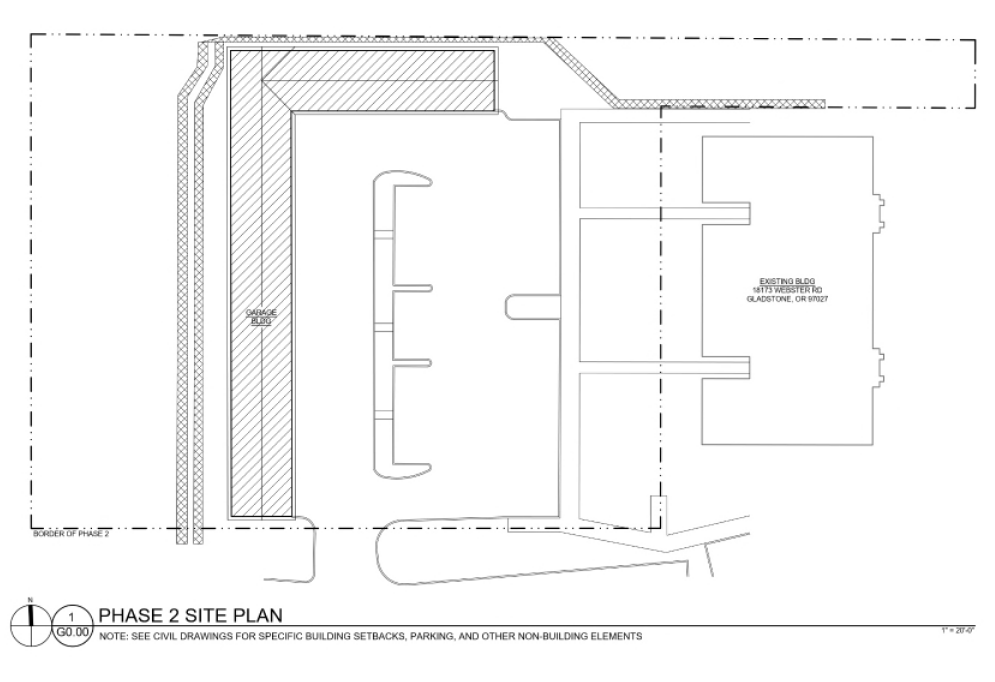 EXISTING BLDG
18173 WEBSTER RD
GLADSTONE, OR 97027
GARAGE
BLDG
BORDER OF PHASE 2
N
1
G0.00
PHASE 2 SITE PLAN
NOTE: SEE CIVIL DRAWINGS FOR SPECIFIC BUILDING SETBACKS, PARKING, AND OTHER NON-BUILDING ELEMENTS
1" = 20'-0"